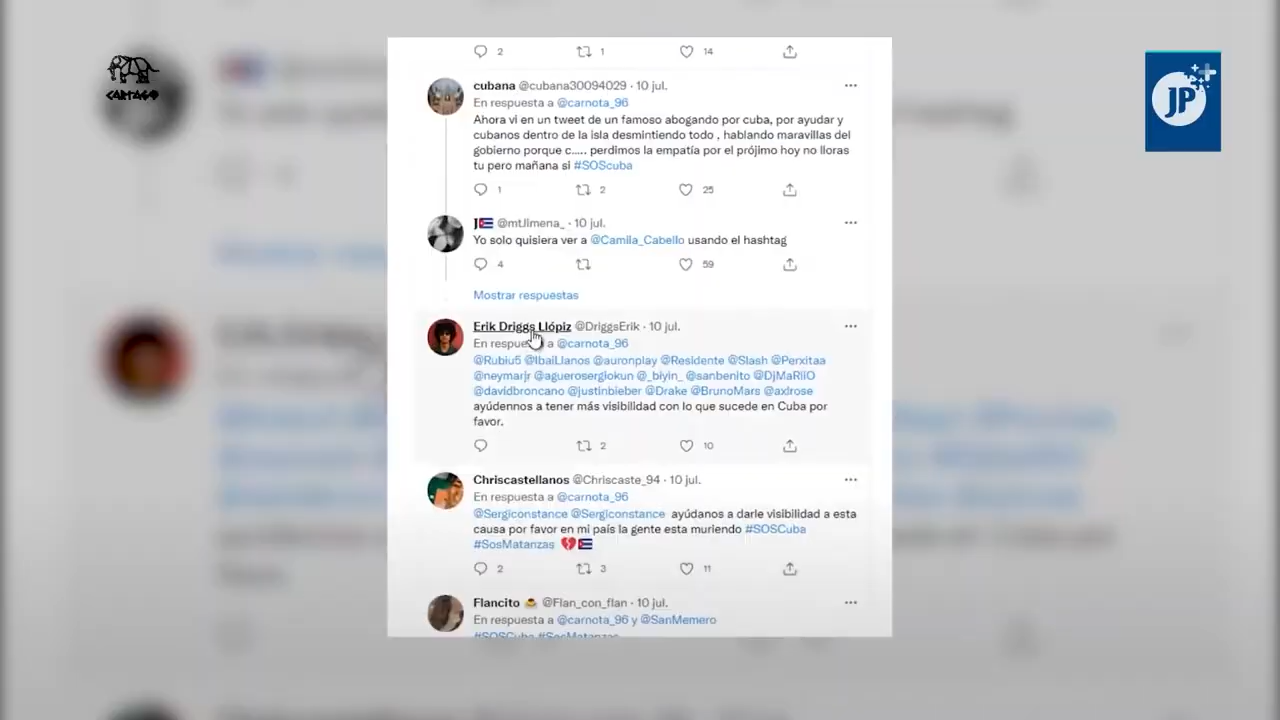 2 1 14
CARTAGO
JP
cubana @cubana30094029 · 10 jul.
En respuesta a @carnota_96
Ahora vi en un tweet de un famoso abogando por cuba, por ayudar y
cubanos dentro de la isla desmintiendo todo , hablando maravillas del
gobierno porque c..... perdimos la empatía por el prójimo hoy no lloras
tu pero mañana si #SOScuba
1 2 25
J🇨🇺 @mtJimena_ · 10 jul.
Yo solo quisiera ver a @Camila_Cabello usando el hashtag
4 59
Mostrar respuestas
Erik Driggs Llópiz @DriggsErik · 10 jul.
En respuesta a @carnota_96
@Rubiu5 @IbaiLlanos @auronplay @Residente @Slash @Perxitaa
@neymarjr @aguerosergiokun @_biyin_ @sanbenito @DjMaRiiO
@davidbroncano @justinbieber @Drake @BrunoMars @axlrose
ayúdennos a tener más visibilidad con lo que sucede en Cuba por
favor.
2 10
Chriscastellanos @Chriscaste_94 · 10 jul.
En respuesta a @carnota_96
@Sergiconstance @Sergiconstance ayúdanos a darle visibilidad a esta
causa por favor en mi país la gente esta muriendo #SOSCuba
#SosMatanzas 💔🇨🇺
2 3 11
Flancito 🍮 @Flan_con_flan · 10 jul.
En respuesta a @carnota_96 y @SanMemero
#SOSCuba #SosMatanzas